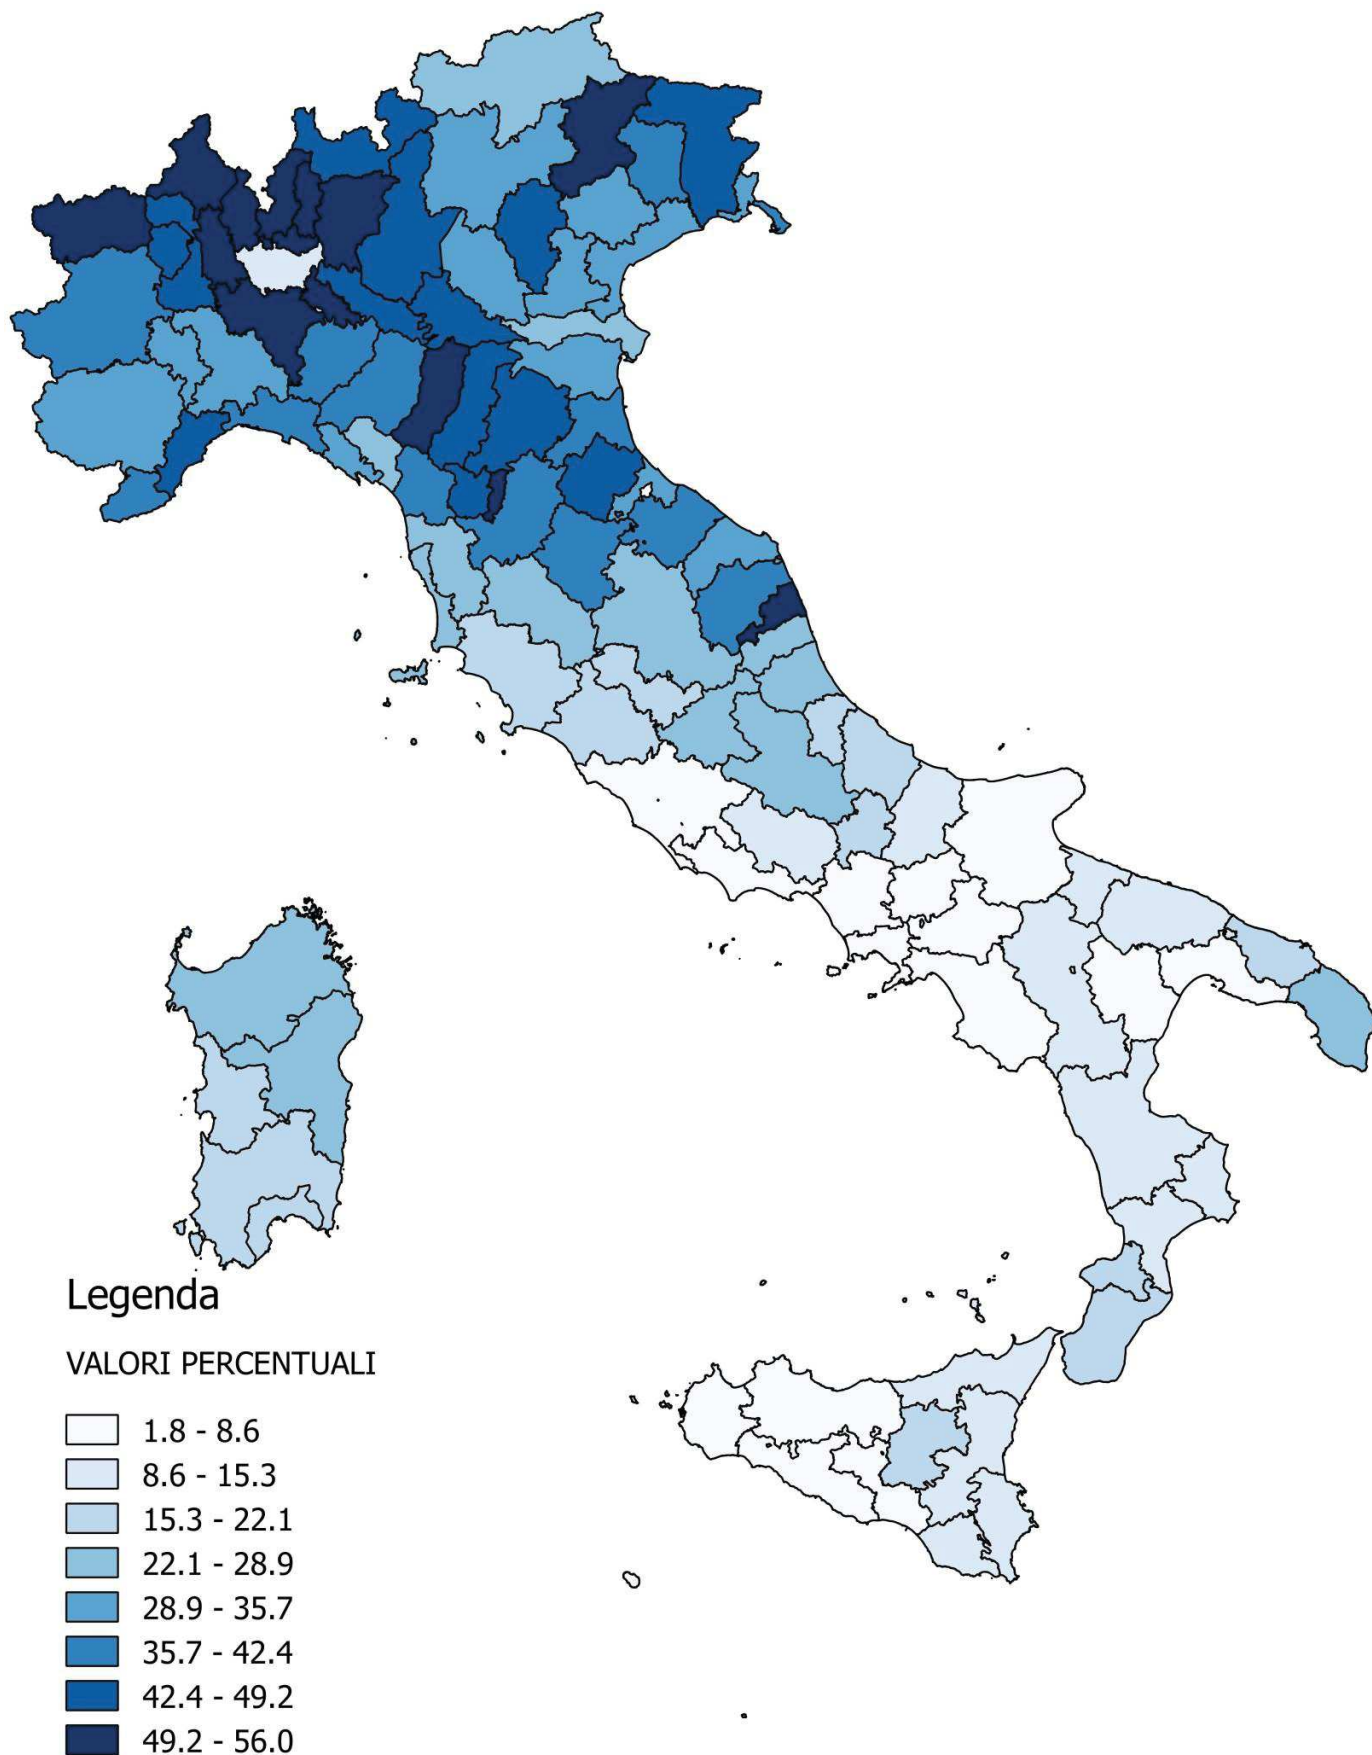 Legenda
VALORI PERCENTUALI
1.8 - 8.6
8.6 - 15.3
15.3 - 22.1
22.1 - 28.9
28.9 - 35.7
35.7 - 42.4
42.4 - 49.2
49.2 - 56.0